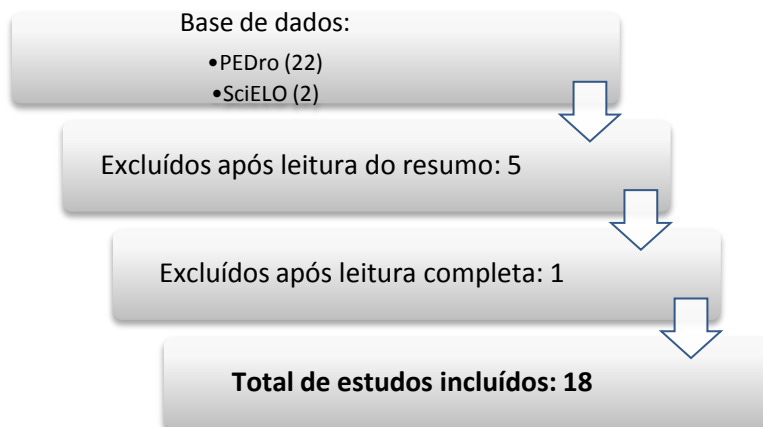 Base de dados:
•PEDro (22)
•SciELO (2)
Excluídos após leitura do resumo: 5
Excluídos após leitura completa: 1
Total de estudos incluídos: 18